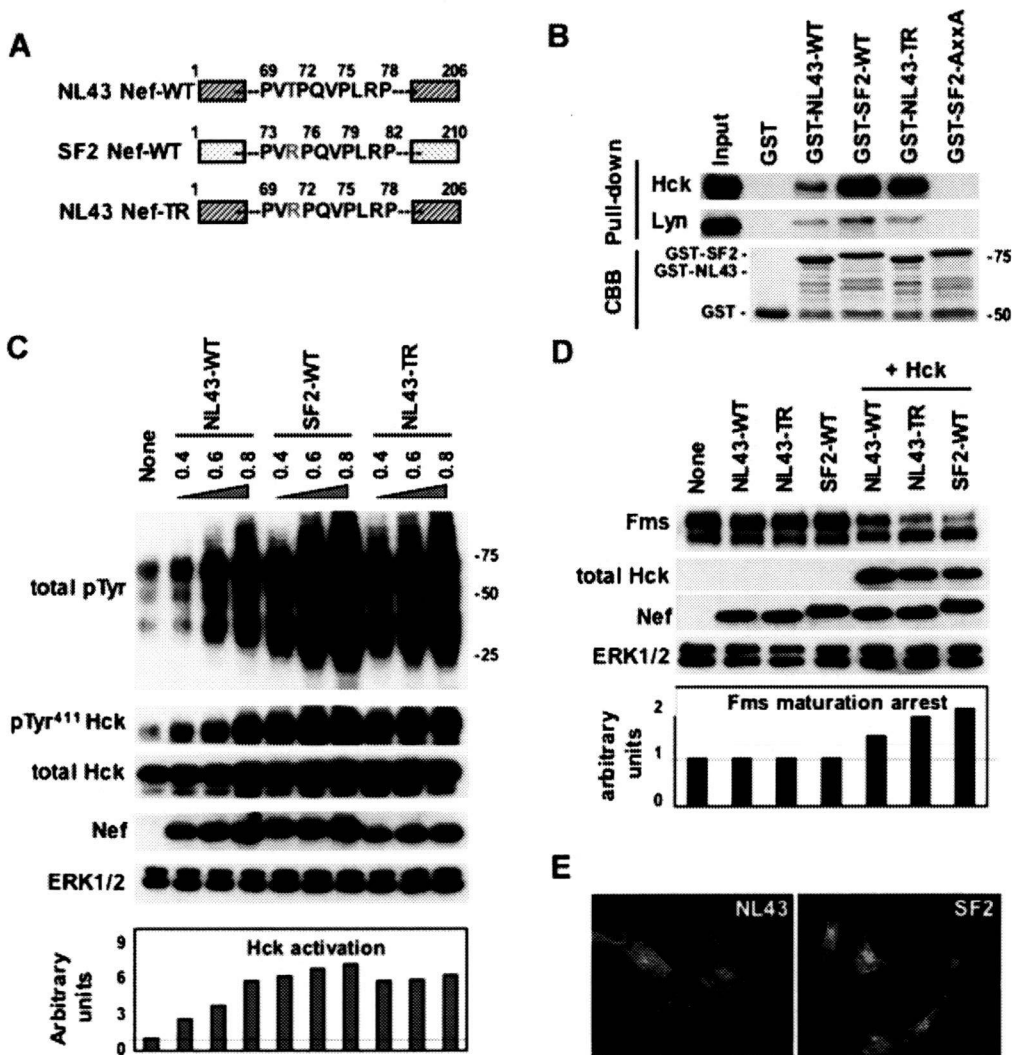 A
1 69 72 75 78 206
NL43 Nef-WT PVTPQVPLRP
1 73 76 79 82 210
SF2 Nef-WT PVRPQVPLRP
1 69 72 75 78 206
NL43 Nef-TR PVRPQVPLRP
B
Input GST GST-NL43-WT GST-SF2-WT GST-NL43-TR GST-SF2-AxxA
Pull-down
Hck
Lyn
CBB
GST-SF2 - -75
GST-NL43 -
GST - -50
C
NL43-WT SF2-WT NL43-TR
None 0.4 0.6 0.8 0.4 0.6 0.8 0.4 0.6 0.8
total pTyr
-75
-50
-25
pTyr⁴¹¹ Hck
total Hck
Nef
ERK1/2
Hck activation
Arbitrary units
9
6
3
0
D
+ Hck
None NL43-WT NL43-TR SF2-WT NL43-WT NL43-TR SF2-WT
Fms
total Hck
Nef
ERK1/2
Fms maturation arrest
arbitrary units
2
1
0
E
NL43 SF2